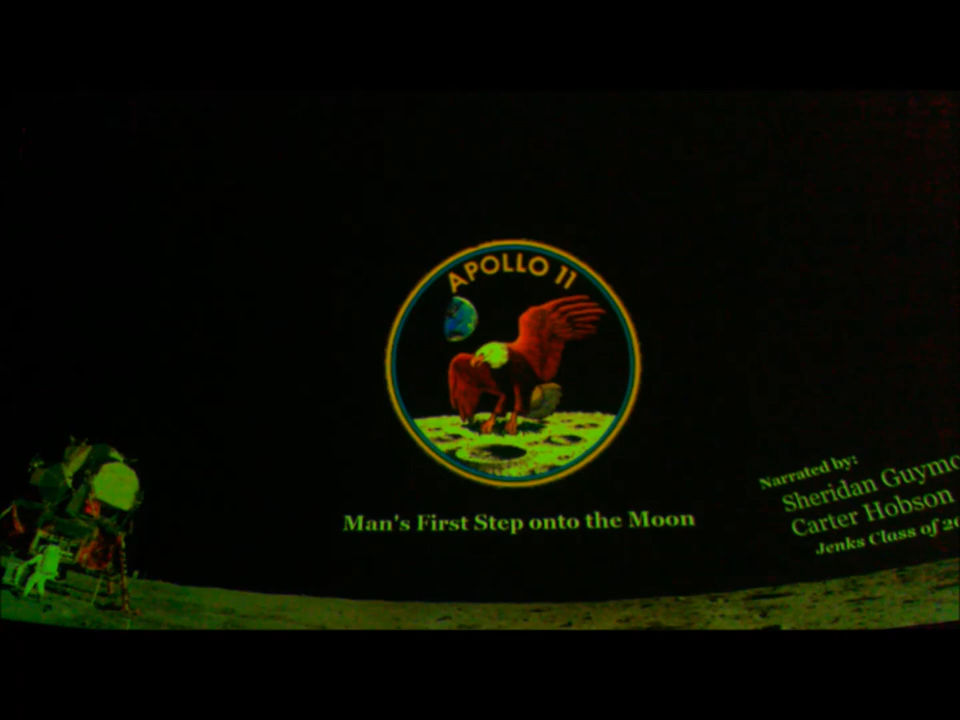 APOLLO 11
Man's First Step onto the Moon
Narrated by:
Sheridan
Carter Hobson
Jenks Class of